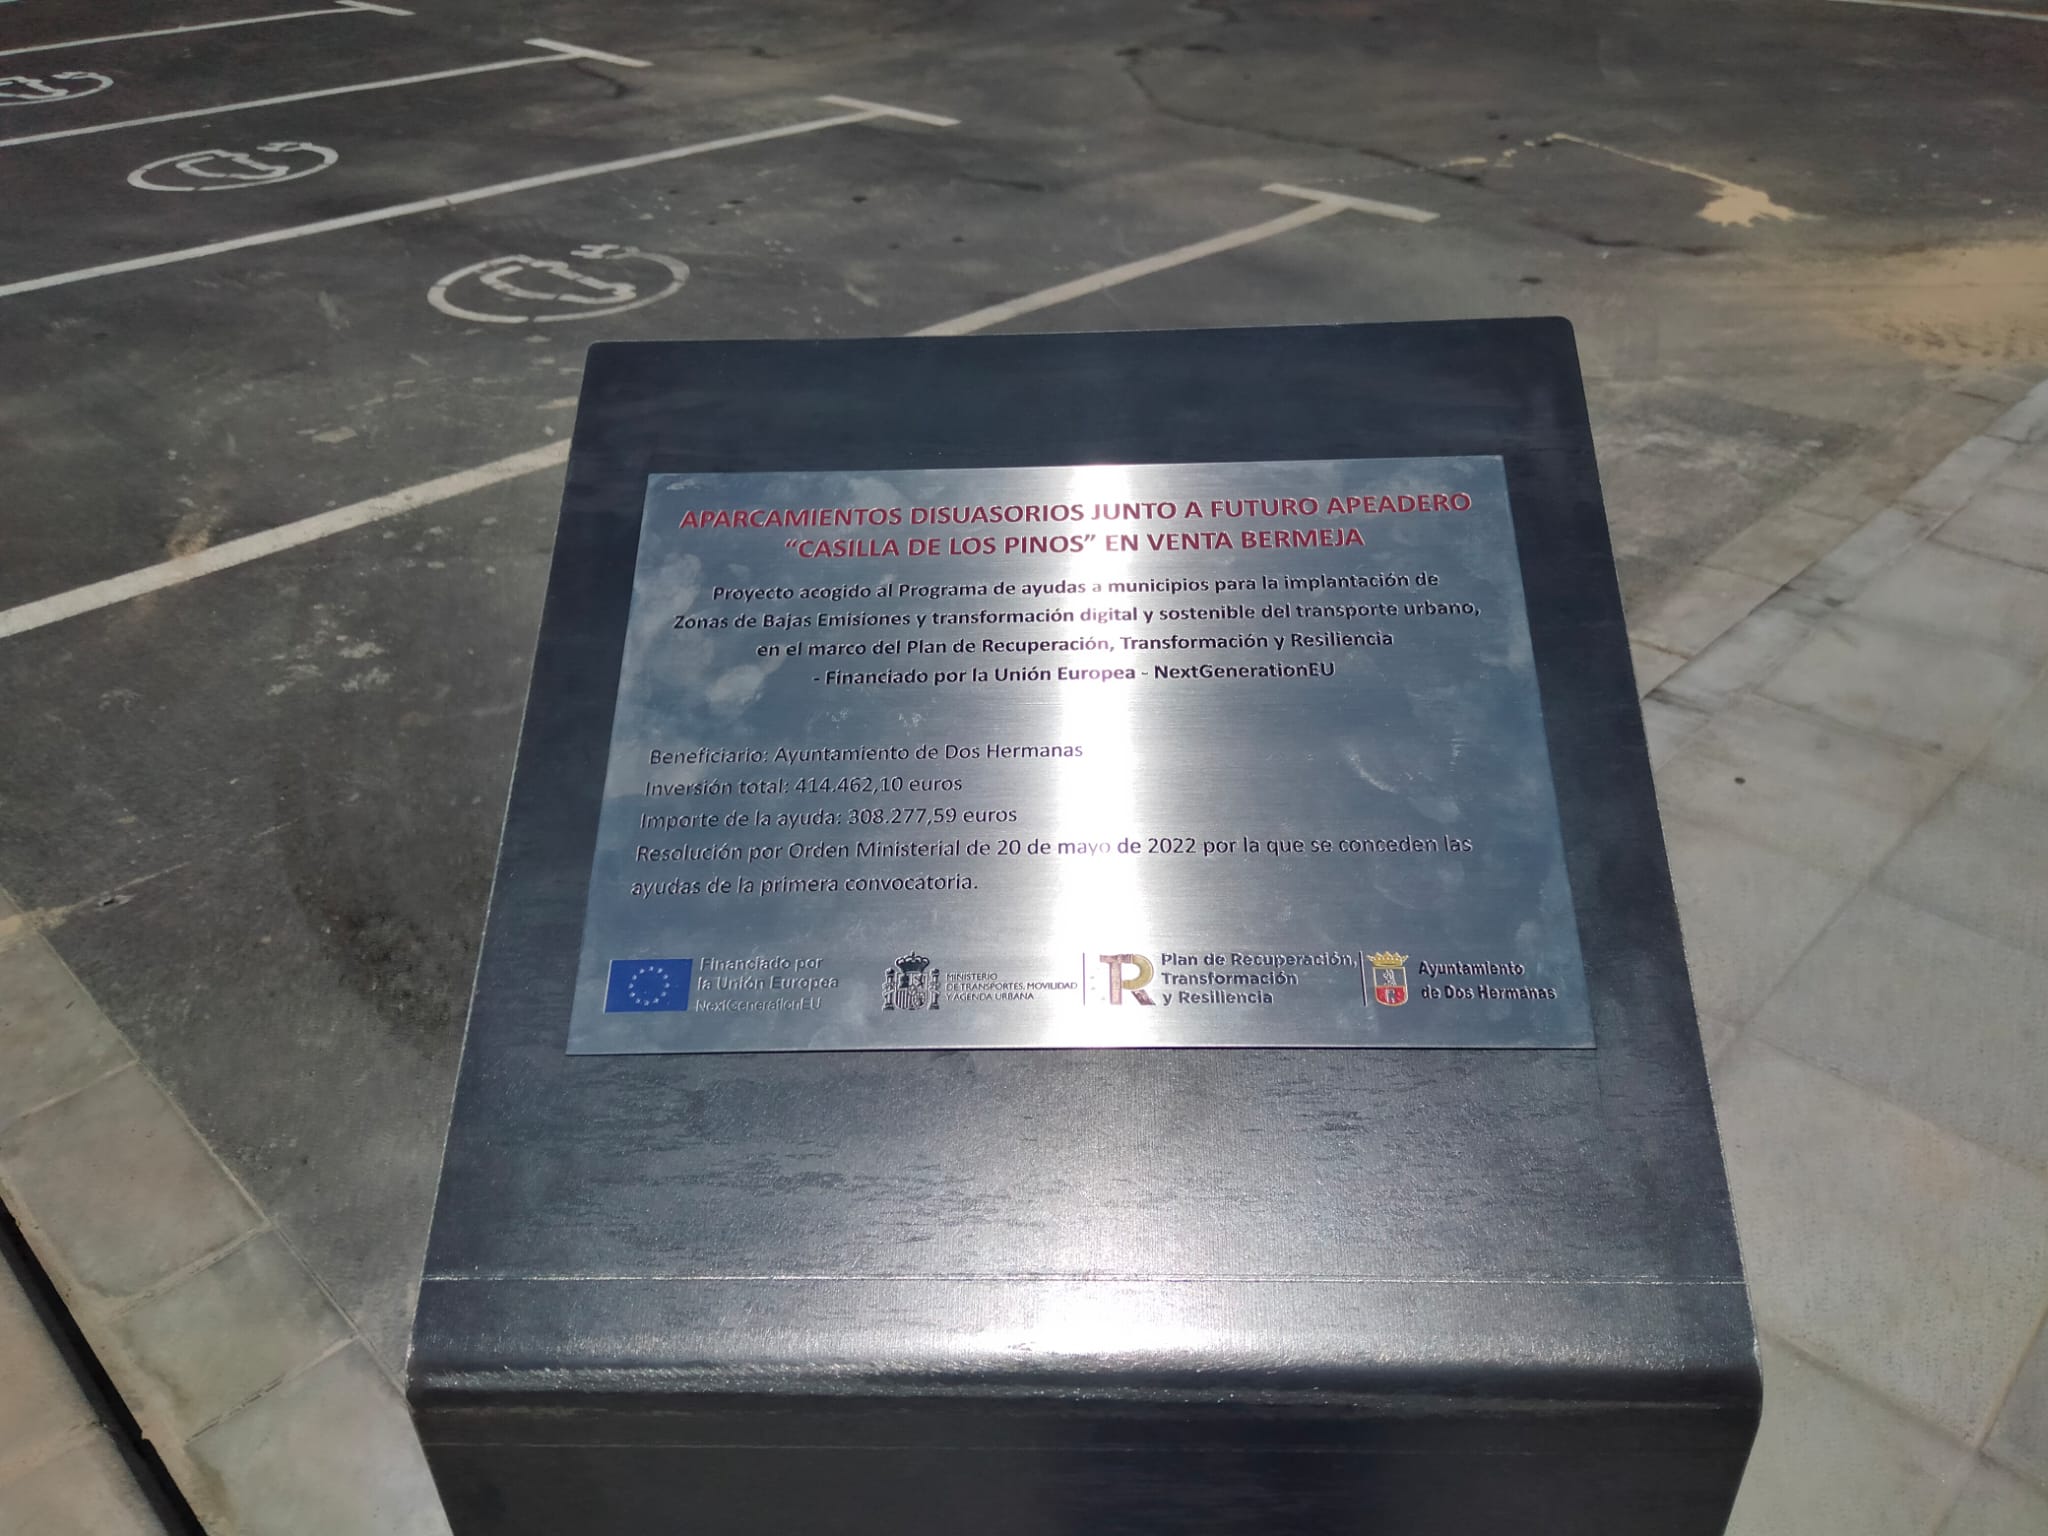 APARCAMIENTOS DISUASORIOS JUNTO A FUTURO APEADERO
“CASILLA DE LOS PINOS” EN VENTA BERMEJA
Proyecto acogido al Programa de ayudas a municipios para la implantación de
Zonas de Bajas Emisiones y transformación digital y sostenible del transporte urbano,
en el marco del Plan de Recuperación, Transformación y Resiliencia
- Financiado por la Unión Europea - NextGenerationEU
Beneficiario: Ayuntamiento de Dos Hermanas
Inversión total: 414.462,10 euros
Importe de la ayuda: 308.277,59 euros
Resolución por Orden Ministerial de 20 de mayo de 2022 por la que se conceden las
ayudas de la primera convocatoria.
Financiado por
la Unión Europea
NextGenerationEU
MINISTERIO
DE TRANSPORTES, MOVILIDAD
Y AGENDA URBANA
TR
Plan de Recuperación,
Transformación
y Resiliencia
Ayuntamiento
de Dos Hermanas